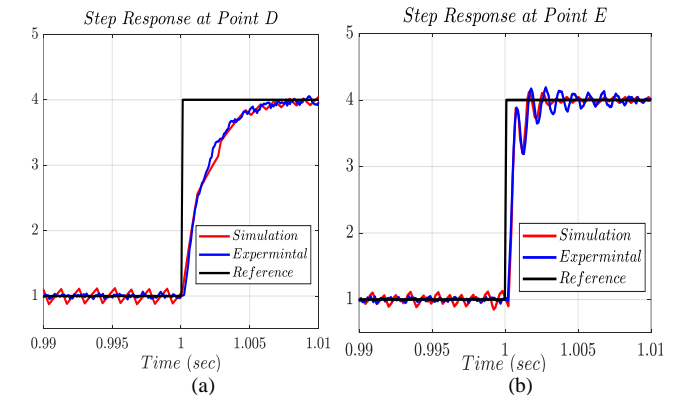 Step Response at Point D
5
4
3
2
1
Simulation
Expermintal
Reference
0.99
0.995
1
1.005
1.01
Time (sec)
(a)
Step Response at Point E
5
4
3
2
1
Simulation
Expermintal
Reference
0.99
0.995
1
1.005
1.01
Time (sec)
(b)